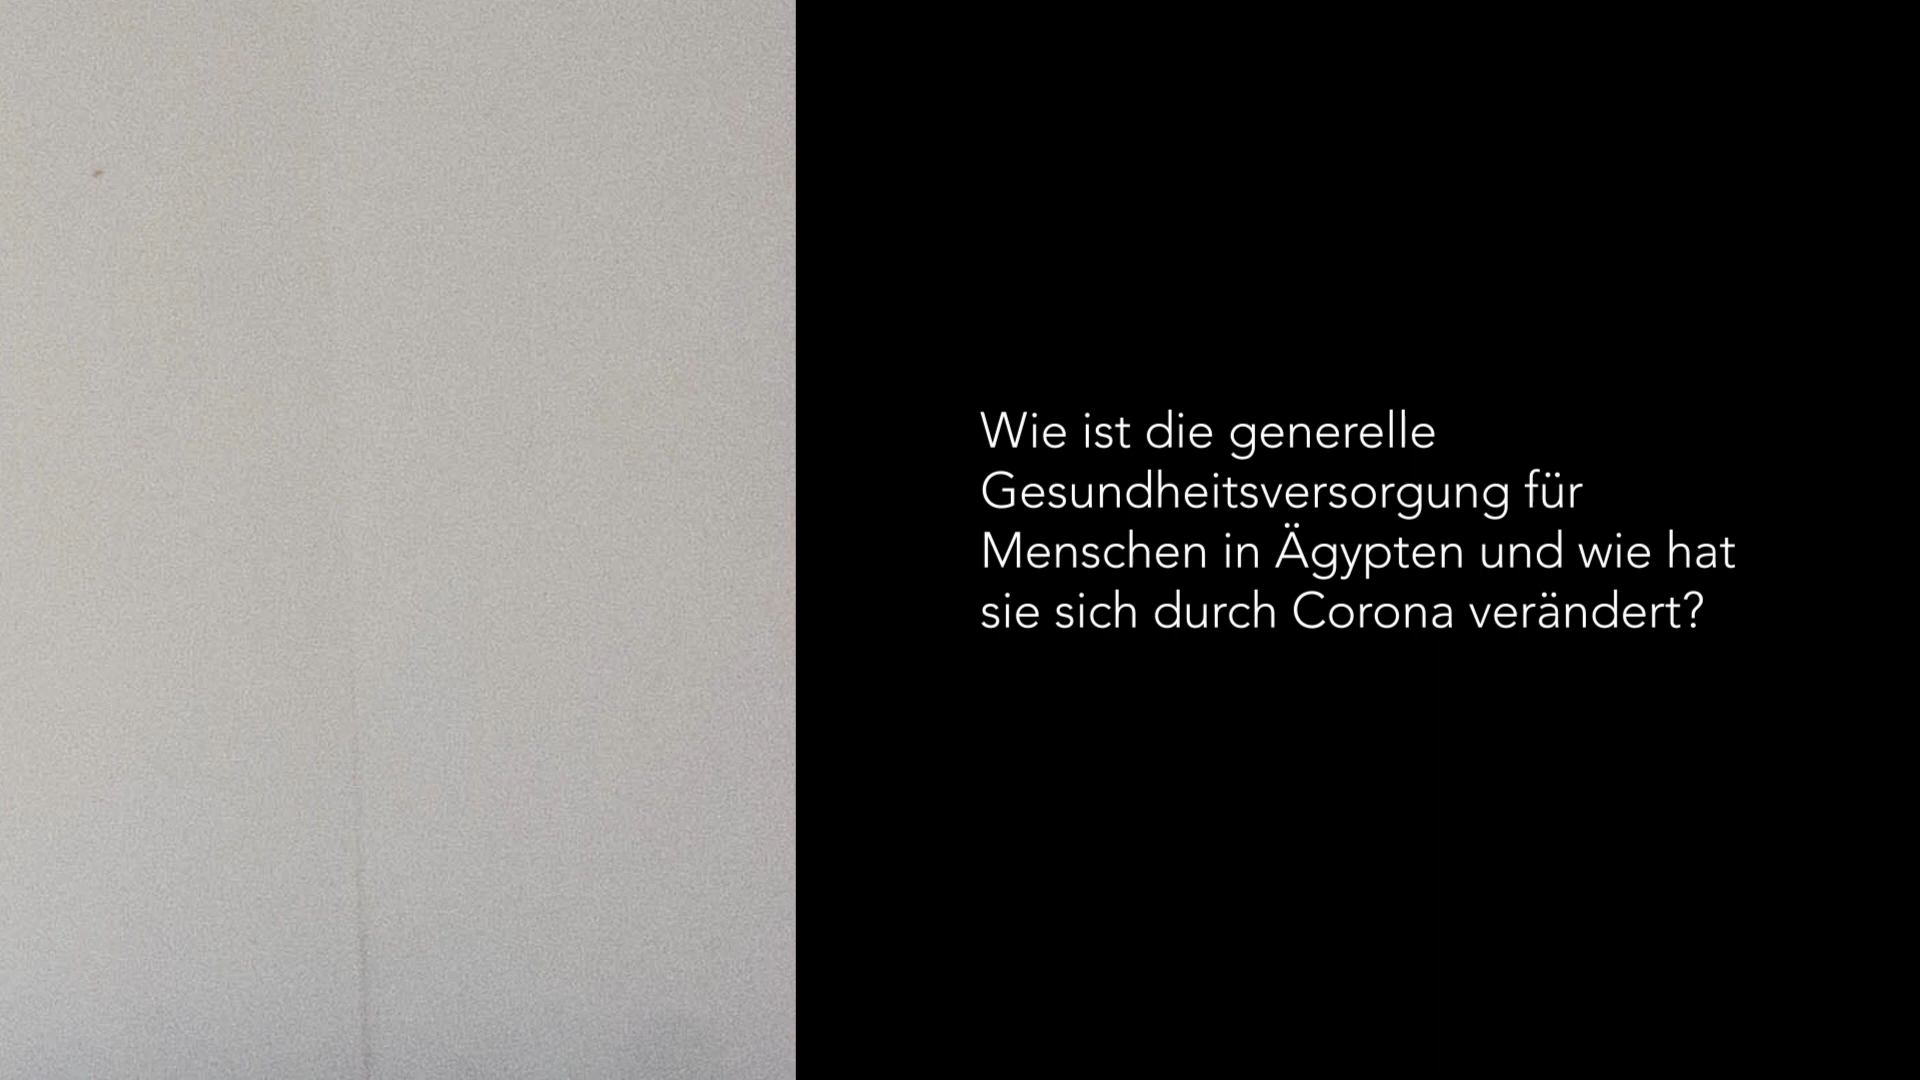 Wie ist die generelle
Gesundheitsversorgung für
Menschen in Ägypten und wie hat
sie sich durch Corona verändert?